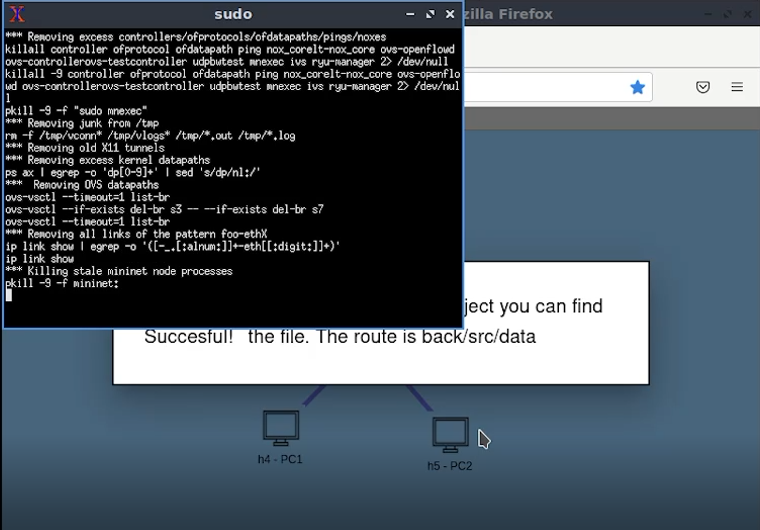 sudo
zilla Firefox
*** Removing excess controllers/ofprotocols/ofdatapaths/pings/noxes
killall controller ofprotocol ofdatapath ping nox_corelt-nox_core ovs-openflowd
ovs-controllerovs-testcontroller udpbwtest mnexec ivs ryu-manager 2> /dev/null
killall -9 controller ofprotocol ofdatapath ping nox_corelt-nox_core ovs-openflo
wd ovs-controllerovs-testcontroller udpbwtest mnexec ivs ryu-manager 2> /dev/nul
l
pkill -9 -f "sudo mnexec"
*** Removing junk from /tmp
rm -f /tmp/vconn* /tmp/vlogs* /tmp/*.out /tmp/*.log
*** Removing old X11 tunnels
*** Removing excess kernel datapaths
ps ax | egrep -o 'dp[0-9]+' | sed 's/dp/nl:/'
***  Removing OVS datapaths
ovs-vsctl --timeout=1 list-br
ovs-vsctl --if-exists del-br s3 -- --if-exists del-br s7
ovs-vsctl --timeout=1 list-br
*** Removing all links of the pattern foo-ethX
ip link show | egrep -o '([-_.[:alnum:]]+-eth[[:digit:]]+)'
ip link show
*** Killing stale mininet node processes
pkill -9 -f mininet:
ject you can find
Succesful! the file. The route is back/src/data
h4 - PC1
h5 - PC2